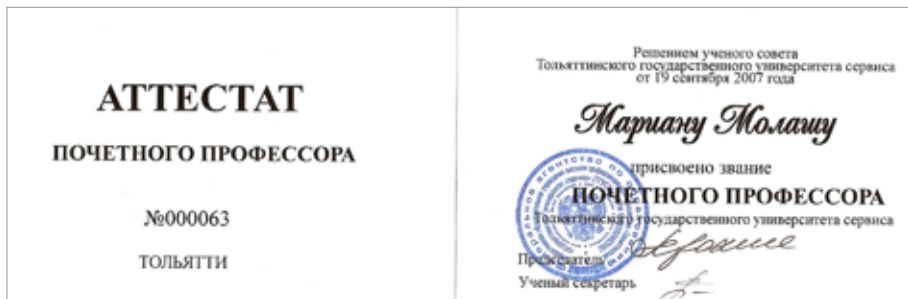 АТТЕСТАТ
ПОЧЕТНОГО ПРОФЕССОРА
№000063
ТОЛЬЯТТИ
Решением ученого совета
Тольяттинского государственного университета сервиса
от 19 сентября 2007 года
Мариану Молашу
присвоено звание
ПОЧЕТНОГО ПРОФЕССОРА
Тольяттинского государственного университета сервиса
Председатель
Ученый секретарь